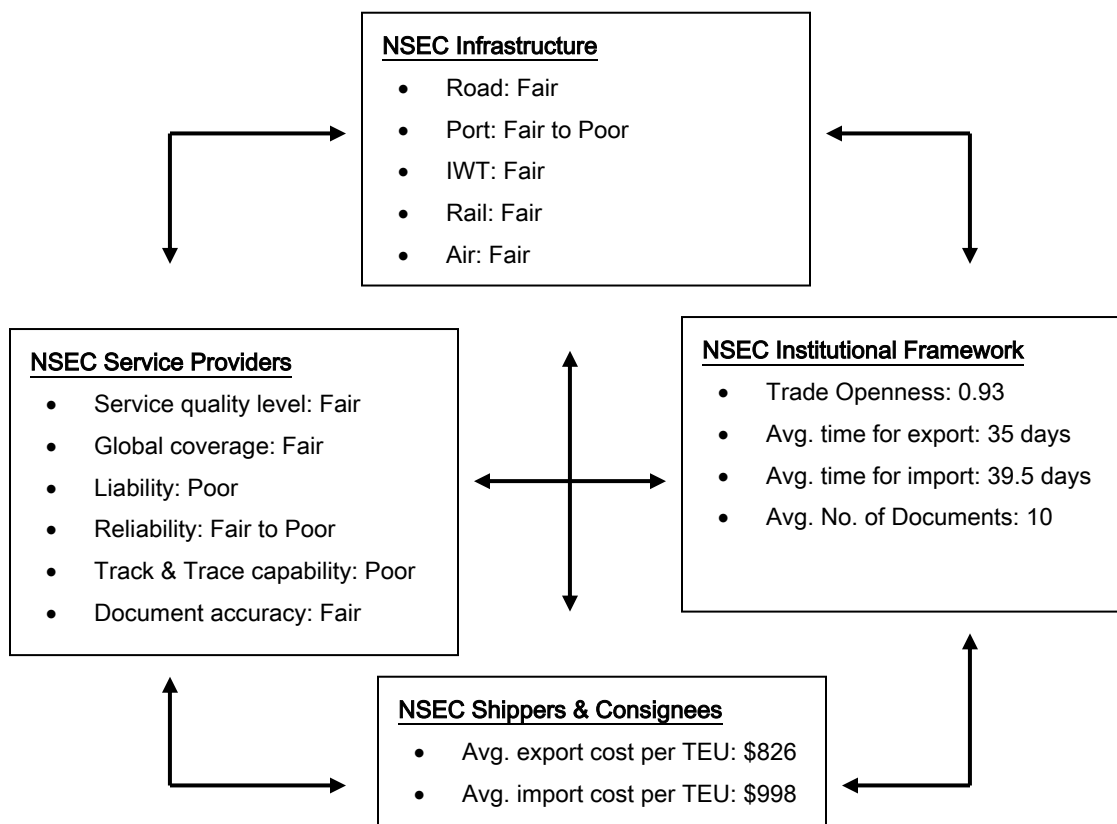 NSEC Infrastructure
• Road: Fair
• Port: Fair to Poor
• IWT: Fair
• Rail: Fair
• Air: Fair
NSEC Service Providers
• Service quality level: Fair
• Global coverage: Fair
• Liability: Poor
• Reliability: Fair to Poor
• Track & Trace capability: Poor
• Document accuracy: Fair
NSEC Institutional Framework
• Trade Openness: 0.93
• Avg. time for export: 35 days
• Avg. time for import: 39.5 days
• Avg. No. of Documents: 10
NSEC Shippers & Consignees
• Avg. export cost per TEU: $826
• Avg. import cost per TEU: $998